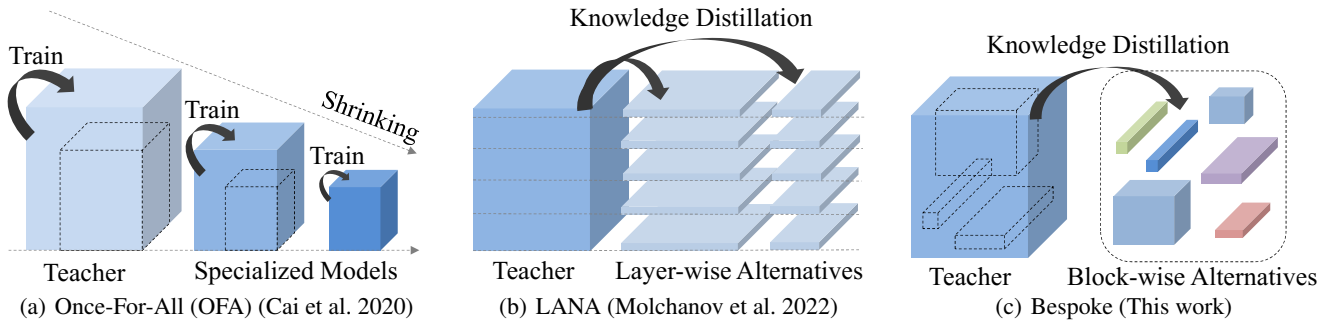 Train
Train
Train
Shrinking
Teacher
Specialized Models
(a) Once-For-All (OFA) (Cai et al. 2020)
Knowledge Distillation
Teacher
Layer-wise Alternatives
(b) LANA (Molchanov et al. 2022)
Knowledge Distillation
Teacher
Block-wise Alternatives
(c) Bespoke (This work)